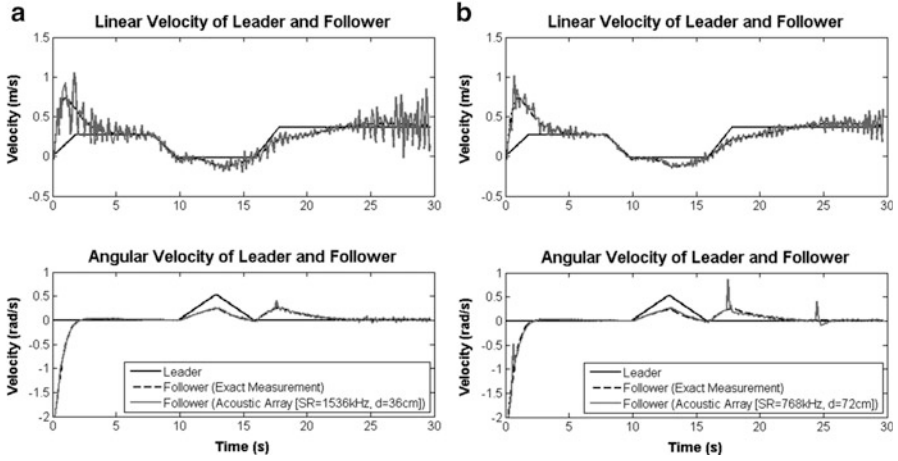 a
Linear Velocity of Leader and Follower
Velocity (m/s)
1.5
1
0.5
0
-0.5
0 5 10 15 20 25 30
Angular Velocity of Leader and Follower
Velocity (rad/s)
1
0.5
0
-0.5
-1
-1.5
-2
Leader
Follower (Exact Measurement)
Follower (Acoustic Array [SR=1536kHz, d=36cm])
0 5 10 15 20 25 30
Time (s)
b
Linear Velocity of Leader and Follower
Velocity (m/s)
1.5
1
0.5
0
-0.5
0 5 10 15 20 25 30
Angular Velocity of Leader and Follower
Velocity (rad/s)
1
0.5
0
-0.5
-1
-1.5
-2
Leader
Follower (Exact Measurement)
Follower (Acoustic Array [SR=768kHz, d=72cm])
0 5 10 15 20 25 30
Time (s)